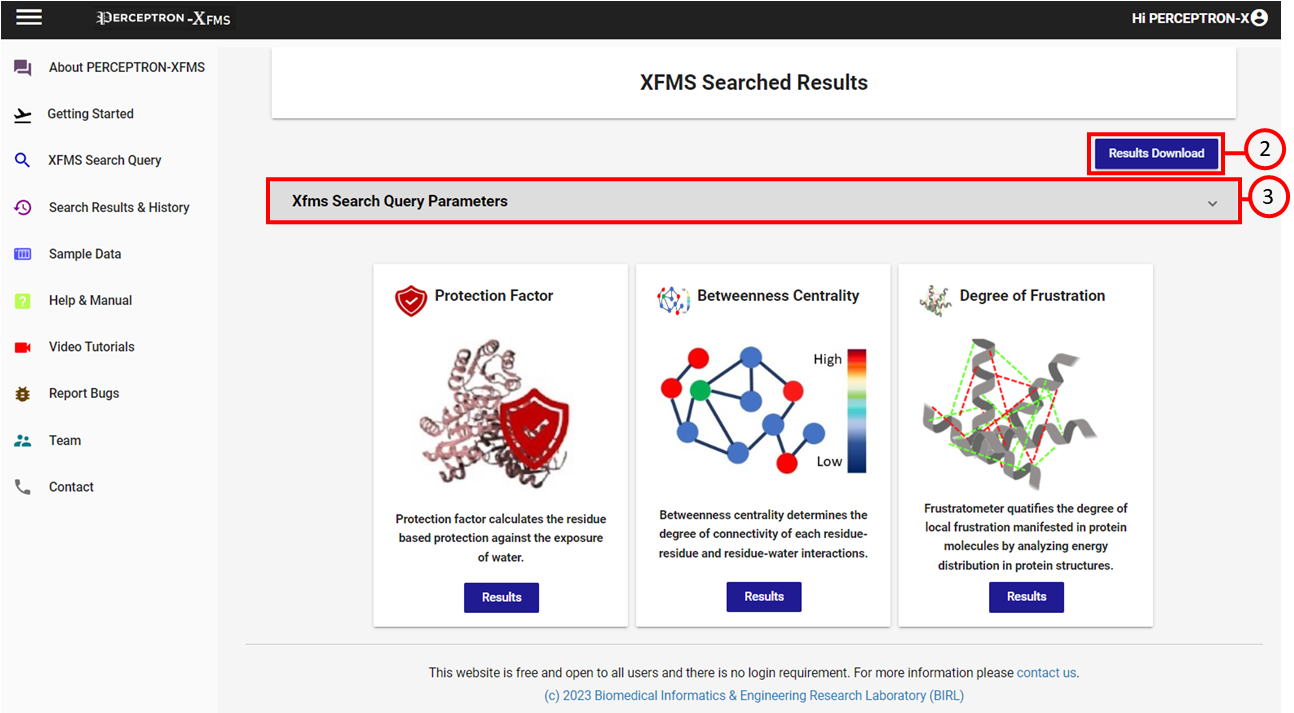 PERCEPTRON-XFMS
Hi PERCEPTRON-X
About PERCEPTRON-XFMS
Getting Started
XFMS Search Query
Search Results & History
Sample Data
? Help & Manual
Video Tutorials
Report Bugs
Team
Contact
XFMS Searched Results
Results Download
2
Xfms Search Query Parameters
3
Protection Factor
Protection factor calculates the residue
based protection against the exposure
of water.
Results
Betweenness Centrality
High
Low
Betweenness centrality determines the
degree of connectivity of each residue-
residue and residue-water interactions.
Results
Degree of Frustration
Frustratometer quatifies the degree of
local frustration manifested in protein
molecules by analyzing energy
distribution in protein structures.
Results
This website is free and open to all users and there is no login requirement. For more information please contact us.
(c) 2023 Biomedical Informatics & Engineering Research Laboratory (BIRL)